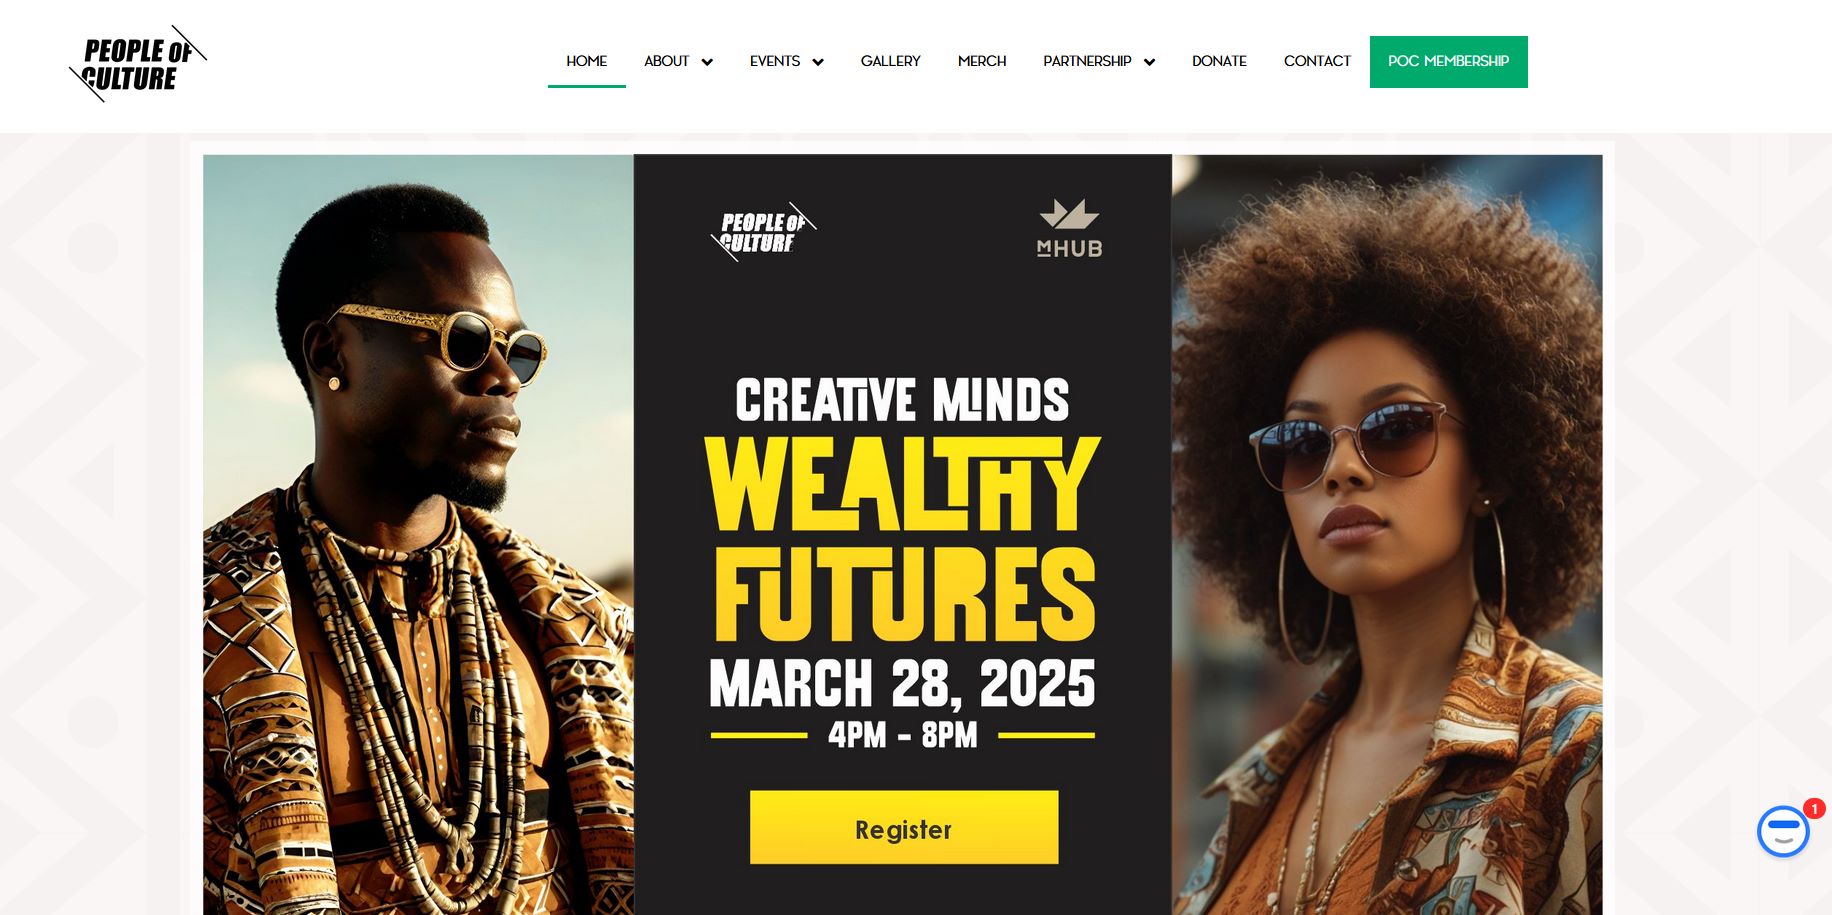 PEOPLE OF
CULTURE
HOME ABOUT EVENTS GALLERY MERCH PARTNERSHIP DONATE CONTACT POC MEMBERSHIP
PEOPLE OF
CULTURE
MHUB
CREATIVE MINDS
WEALTHY
FUTURES
MARCH 28, 2025
4PM - 8PM
Register
1